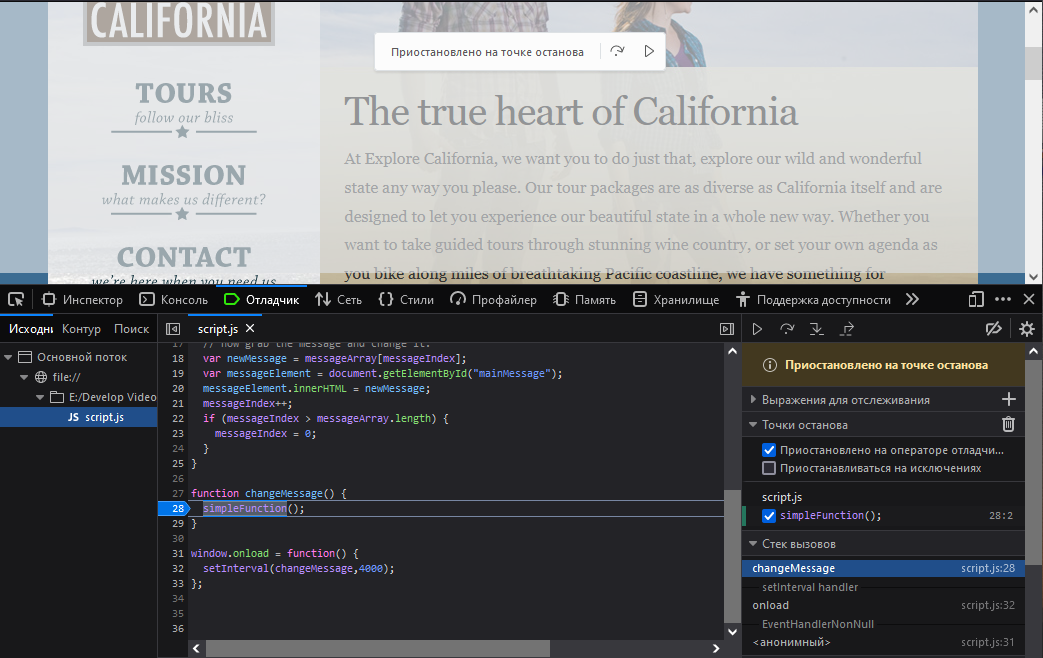 CALIFORNIA
Приостановлено на точке останова
TOURS
follow our bliss
MISSION
what makes us different?
CONTACT
we're here when you need us
The true heart of California
At Explore California, we want you to do just that, explore our wild and wonderful
state any way you please. Our tour packages are as diverse as California itself and are
designed to let you experience our beautiful state in a whole new way. Whether you
want to take guided tours through stunning wine country, or set your own agenda as
you bike along miles of breathtaking Pacific coastline, we have something for
Инспектор Консоль Отладчик Сеть Стили Профайлер Память Хранилище Поддержка доступности
Исходни Контур Поиск
script.js
Основной поток
file://
E:/Develop Video
JS script.js
17 // now grab the message and change it.
18 var newMessage = messageArray[messageIndex];
19 var messageElement = document.getElementById("mainMessage");
20 messageElement.innerHTML = newMessage;
21 messageIndex++;
22 if (messageIndex > messageArray.length) {
23 messageIndex = 0;
24 }
25 }
26
27 function changeMessage() {
28 simpleFunction();
29 }
30
31 window.onload = function() {
32 setInterval(changeMessage,4000);
33 };
34
35
36
Приостановлено на точке останова
Выражения для отслеживания
Точки останова
Приостановлено на операторе отладчи...
Приостанавливаться на исключениях
script.js
simpleFunction(); 28:2
Стек вызовов
changeMessage script.js:28
setInterval handler
onload script.js:32
EventHandlerNonNull
<анонимный> script.js:31